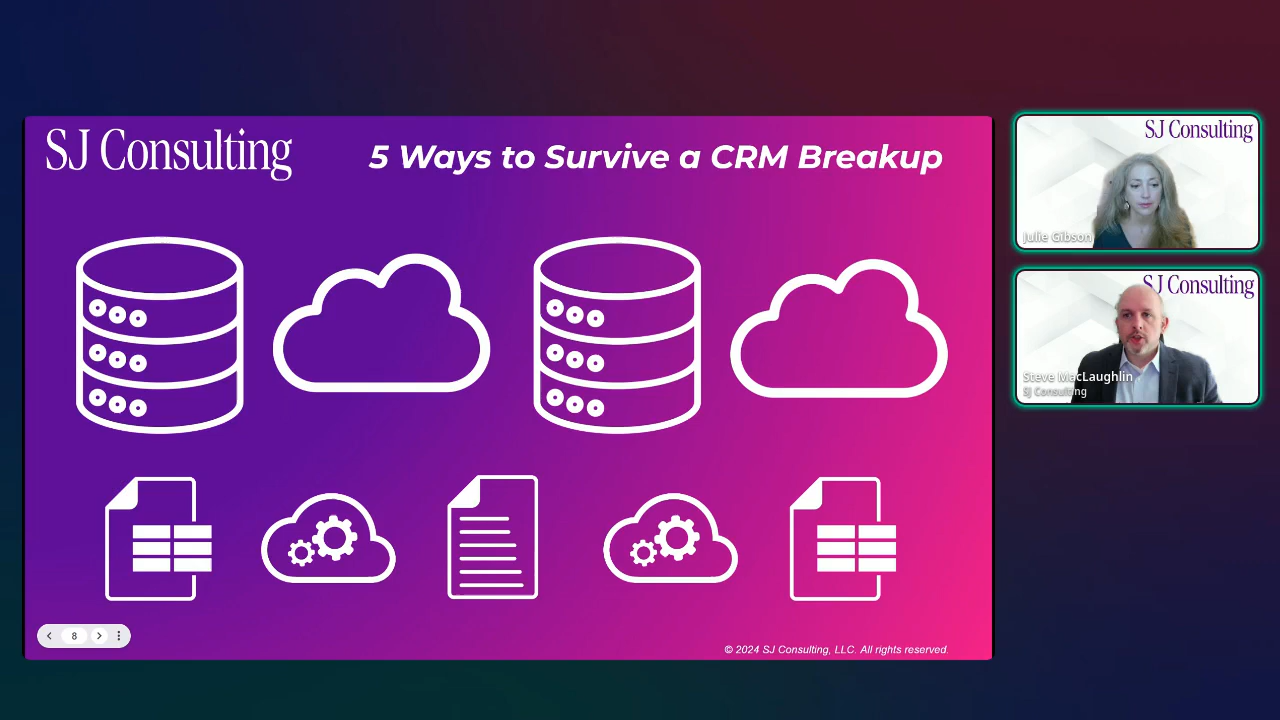 SJ Consulting
5 Ways to Survive a CRM Breakup
8
© 2024 SJ Consulting, LLC. All rights reserved.
SJ Consulting
Julie Gibson
SJ Consulting
Steve MacLaughlin
SJ Consulting